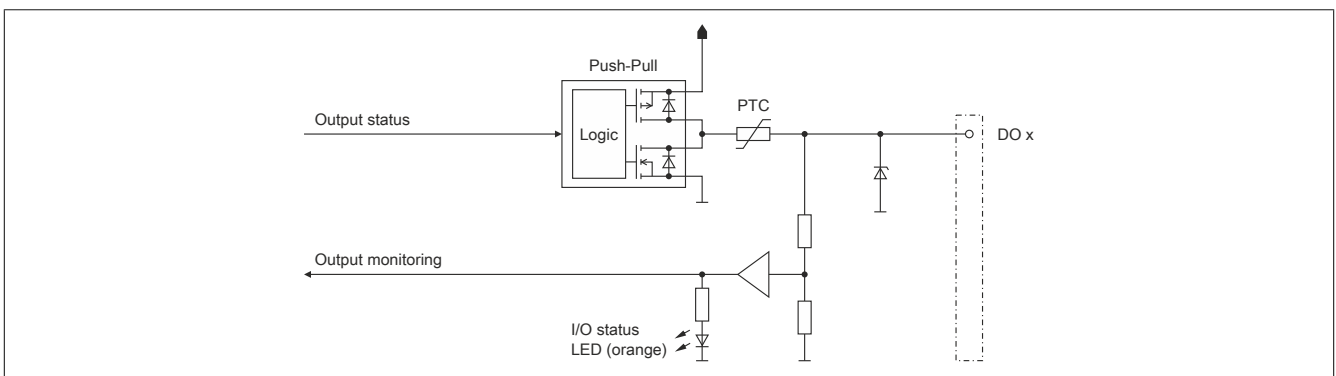 Push-Pull
PTC
Output status
Logic
DO x
Output monitoring
I/O status
LED (orange)